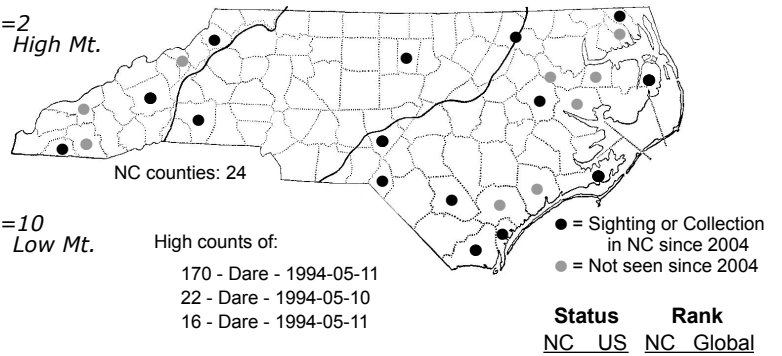 =2
High Mt.
NC counties: 24
=10
Low Mt.
High counts of:
170 - Dare - 1994-05-11
22 - Dare - 1994-05-10
16 - Dare - 1994-05-11
= Sighting or Collection
in NC since 2004
= Not seen since 2004
Status Rank
NC US NC Global